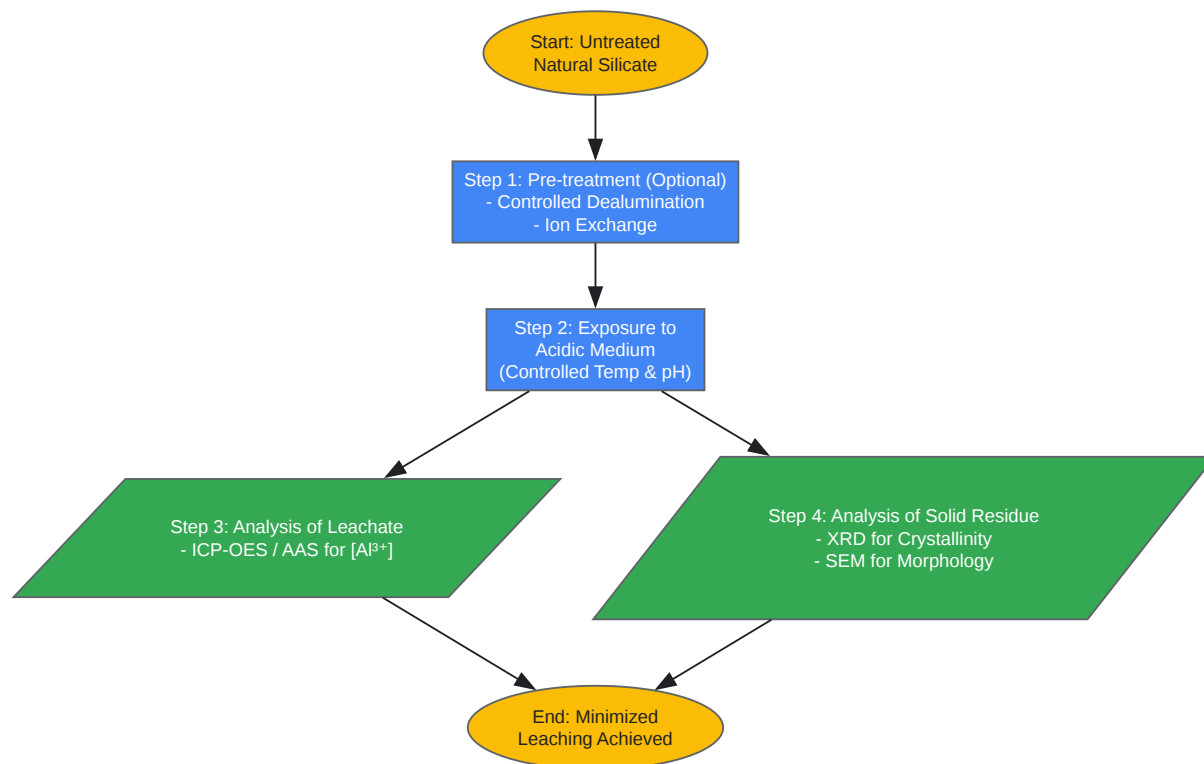 Start: Untreated
Natural Silicate
Step 1: Pre-treatment (Optional)
- Controlled Dealumination
- Ion Exchange
Step 2: Exposure to
Acidic Medium
(Controlled Temp & pH)
Step 3: Analysis of Leachate
- ICP-OES / AAS for [Al³⁺]
Step 4: Analysis of Solid Residue
- XRD for Crystallinity
- SEM for Morphology
End: Minimized
Leaching Achieved